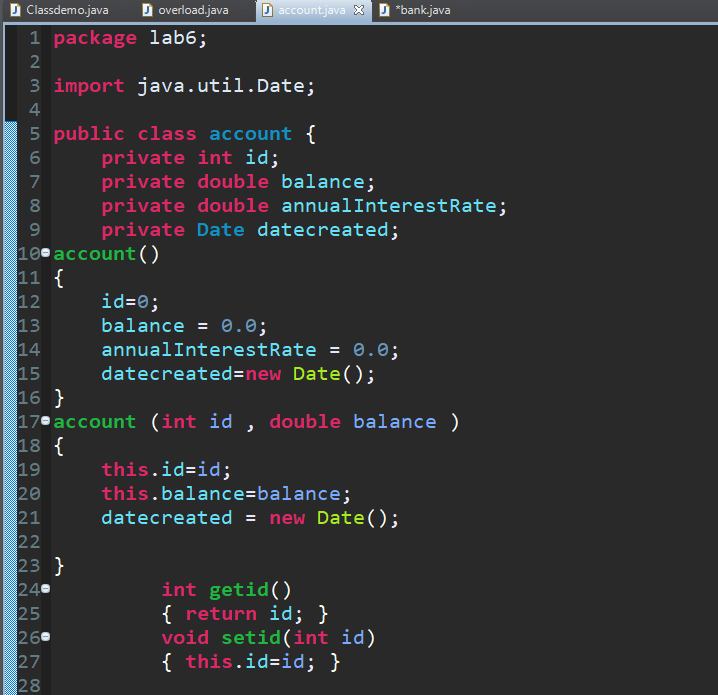 Classdemo.java overload.java account.java *bank.java
1 package lab6;
2
3 import java.util.Date;
4
5 public class account {
6     private int id;
7     private double balance;
8     private double annualInterestRate;
9     private Date datecreated;
10 account()
11 {
12     id=0;
13     balance = 0.0;
14     annualInterestRate = 0.0;
15     datecreated=new Date();
16 }
17 account (int id , double balance )
18 {
19     this.id=id;
20     this.balance=balance;
21     datecreated = new Date();
22
23 }
24          int getid()
25          { return id; }
26          void setid(int id)
27          { this.id=id; }
28